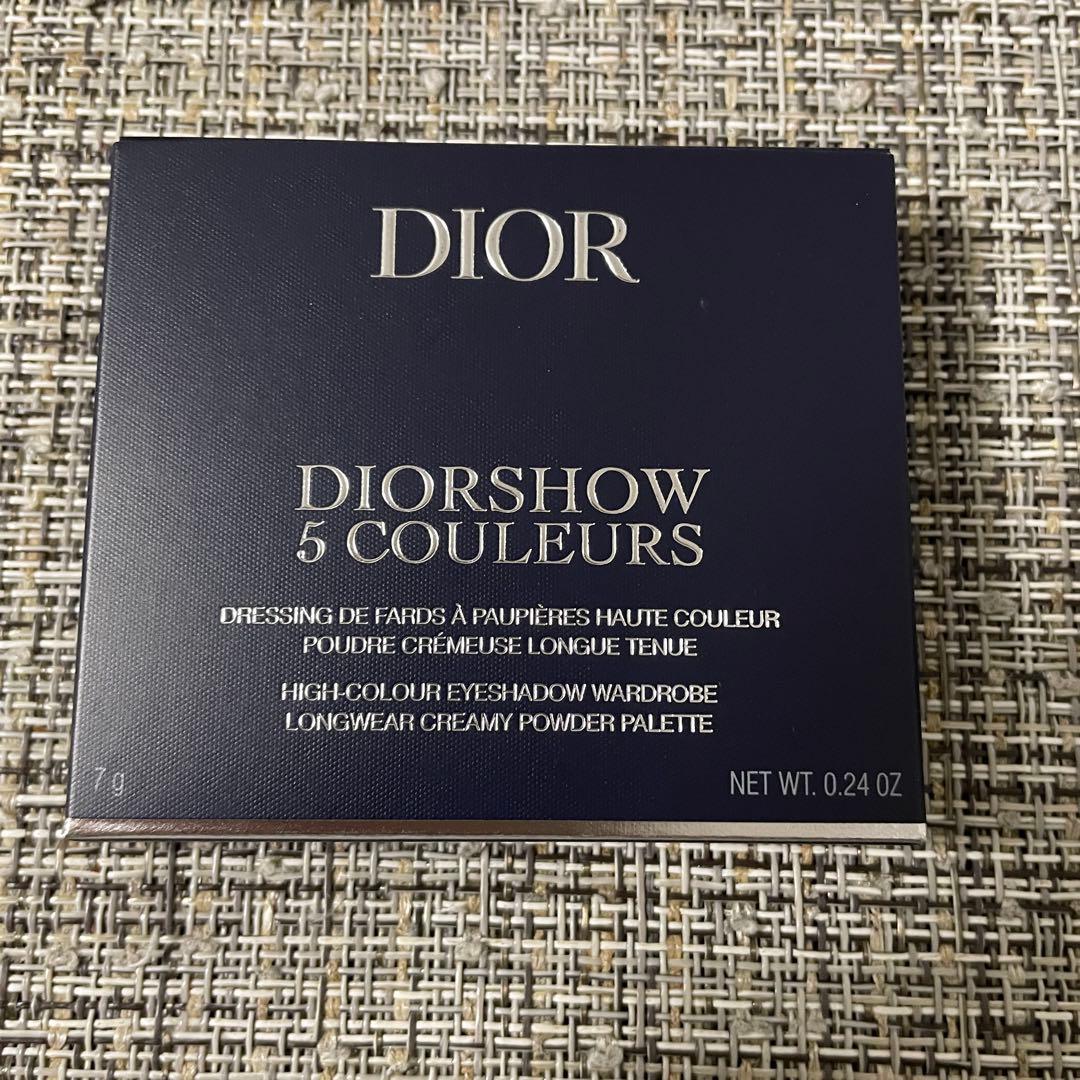 DIOR
DIORSHOW
5 COULEURS
DRESSING DE FARDS À PAUPIÈRES HAUTE COULEUR
POUDRE CRÉMEUSE LONGUE TENUE
HIGH-COLOUR EYESHADOW WARDROBE
LONGWEAR CREAMY POWDER PALETTE
7 g
NET WT. 0.24 OZ